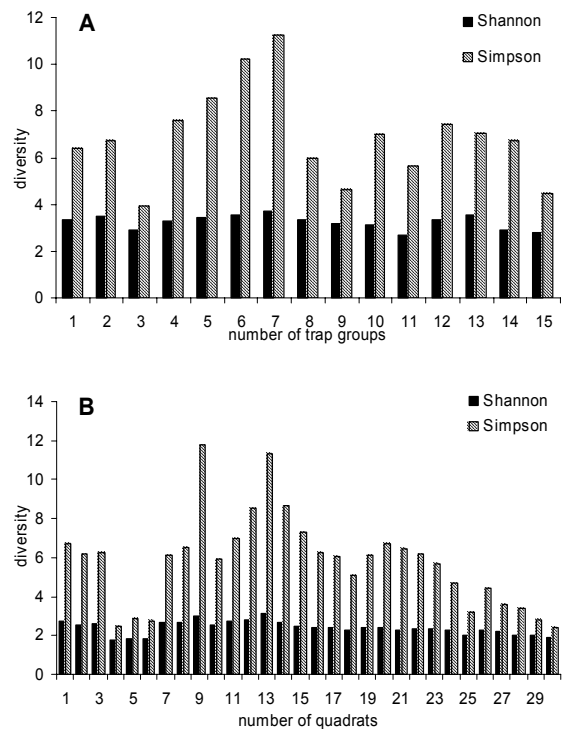 A
Shannon
Simpson
diversity
12
10
8
6
4
2
0
1 2 3 4 5 6 7 8 9 10 11 12 13 14 15
number of trap groups
B
Shannon
Simpson
diversity
14
12
10
8
6
4
2
0
1 3 5 7 9 11 13 15 17 19 21 23 25 27 29
number of quadrats